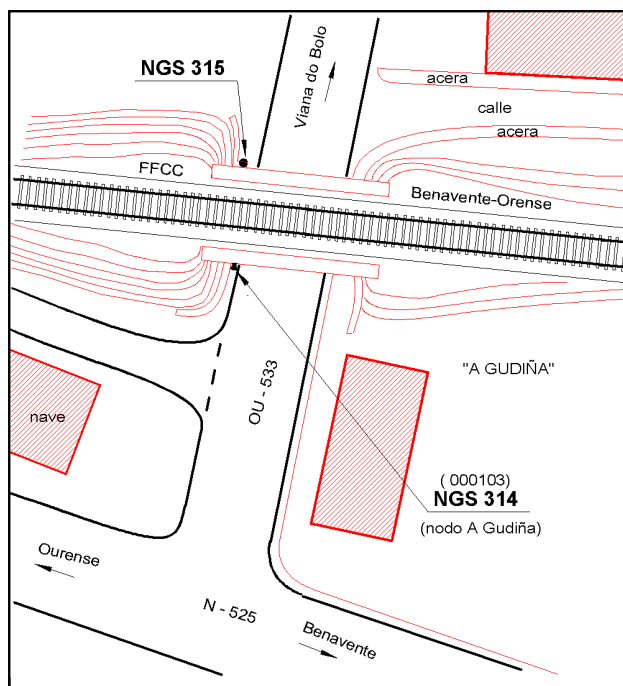 Viana do Bolo
NGS 315
acera
calle
acera
FFCC
Benavente-Orense
OU - 533
"A GUDIÑA"
nave
( 000103)
NGS 314
(nodo A Gudiña)
Ourense
N - 525
Benavente